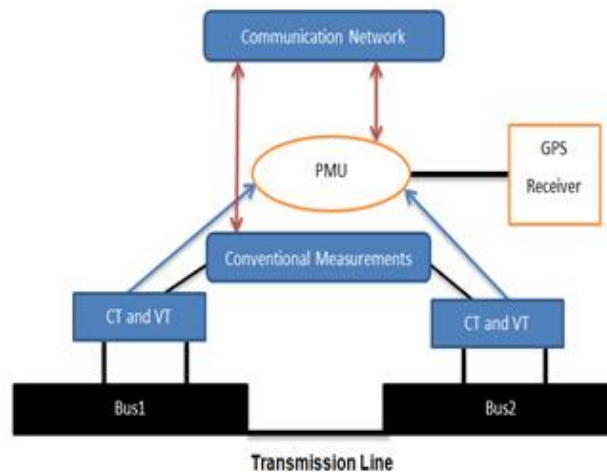 Communication Network
PMU
GPS
Receiver
Conventional Measurements
CT and VT
CT and VT
Bus1
Bus2
Transmission Line